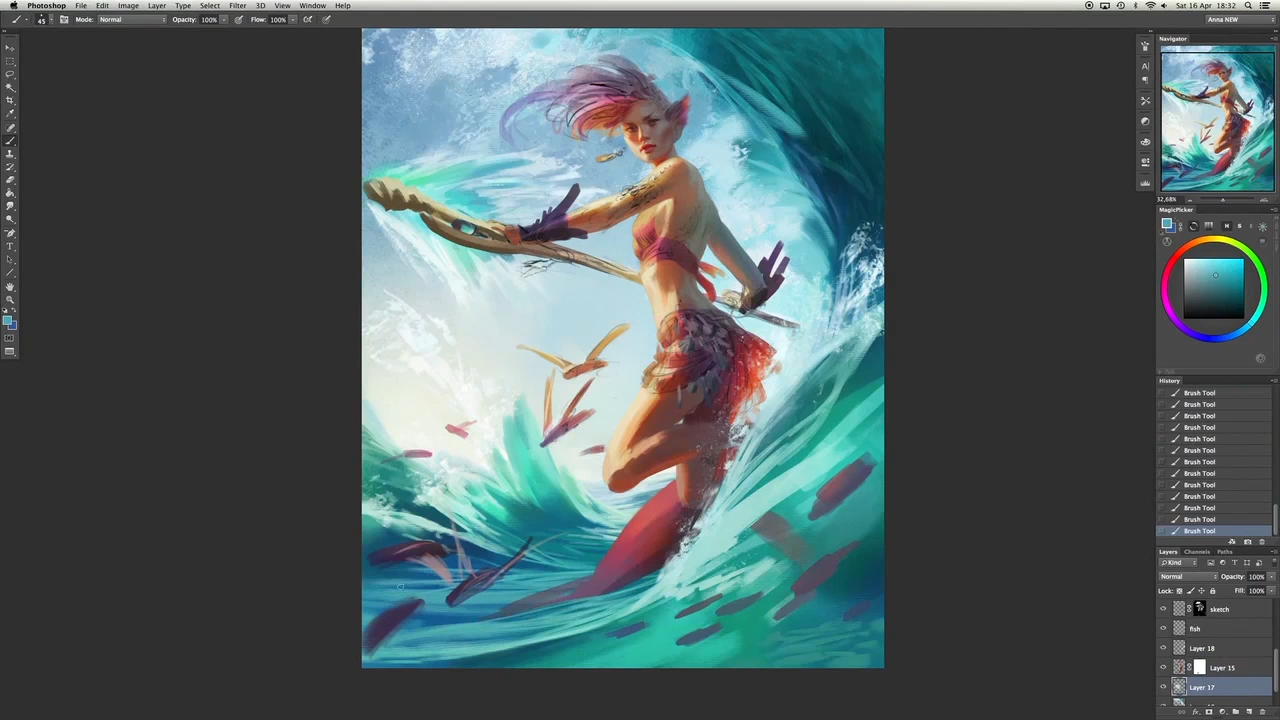 Photoshop File Edit Image Layer Type Select Filter 3D View Window Help Sat 16 Apr 18:32
45 Mode: Normal Opacity: 100% Flow: 100% Anna NEW
Navigator
32,68%
MagicPicker
H S
History
Brush Tool
Brush Tool
Brush Tool
Brush Tool
Brush Tool
Brush Tool
Brush Tool
Brush Tool
Brush Tool
Brush Tool
Brush Tool
Brush Tool
Brush Tool
Layers Channels Paths
Kind
Normal Opacity: 100%
Lock: Fill: 100%
sketch
fish
Layer 18
Layer 15
Layer 17